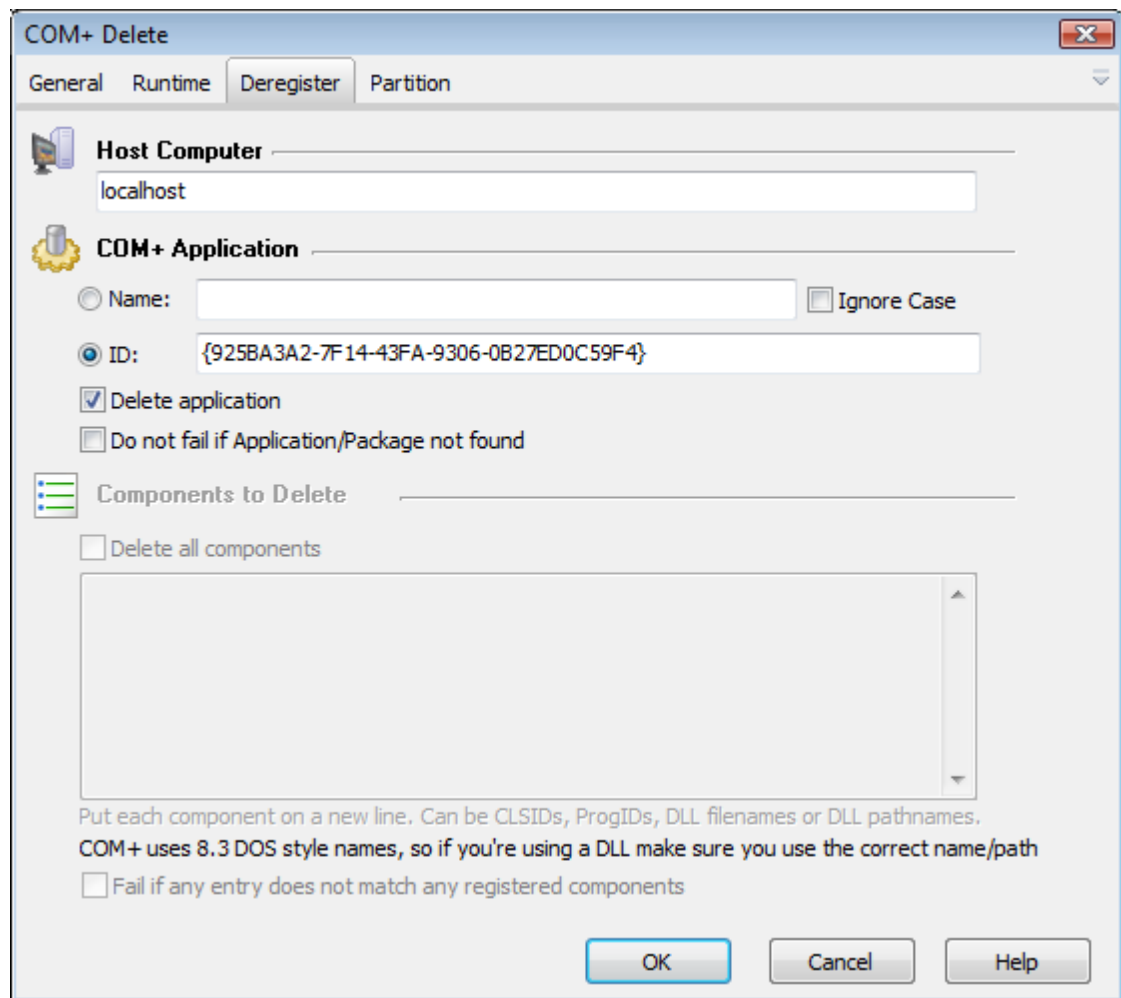 COM+ Delete
General Runtime Deregister Partition
Host Computer
localhost
COM+ Application
Name: Ignore Case
ID: {925BA3A2-7F14-43FA-9306-0B27ED0C59F4}
Delete application
Do not fail if Application/Package not found
Components to Delete
Delete all components
Put each component on a new line. Can be CLSIDs, ProgIDs, DLL filenames or DLL pathnames.
COM+ uses 8.3 DOS style names, so if you're using a DLL make sure you use the correct name/path
Fail if any entry does not match any registered components
OK Cancel Help